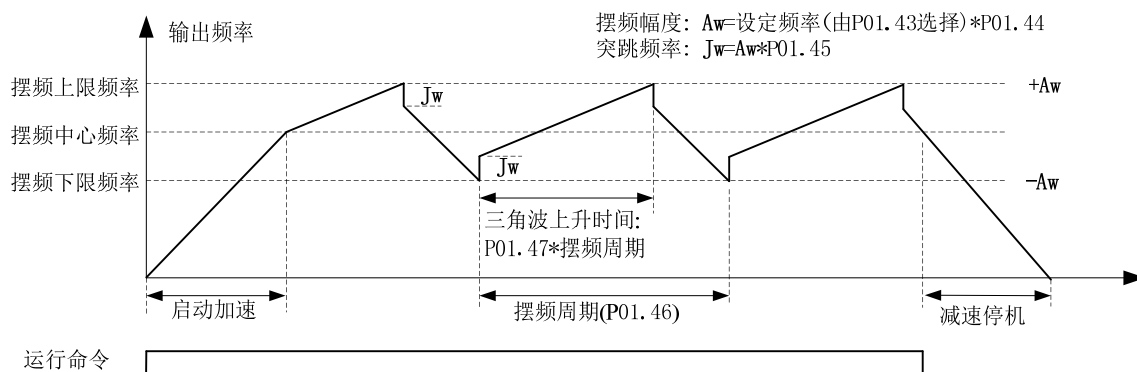 输出频率
摆频幅度: Aw=设定频率(由P01.43选择)*P01.44
突跳频率: Jw=Aw*P01.45
摆频上限频率
+Aw
Jw
摆频中心频率
Jw
摆频下限频率
-Aw
三角波上升时间:
P01.47*摆频周期
启动加速
摆频周期(P01.46)
减速停机
运行命令